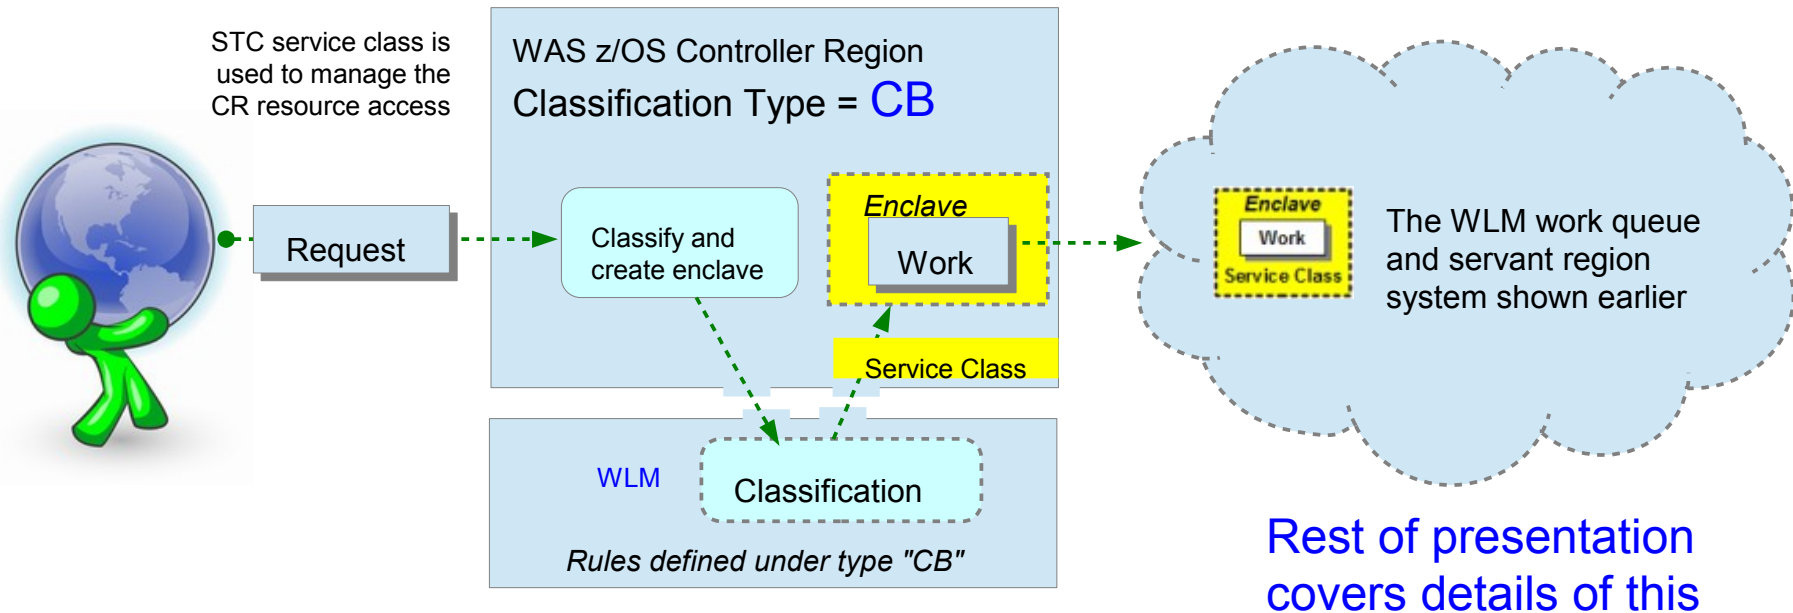 STC service class is
used to manage the
CR resource access
WAS z/OS Controller Region
Classification Type = CB
Request
Classify and
create enclave
Enclave
Work
Service Class
WLM
Classification
Rules defined under type "CB"
Enclave
Work
Service Class
The WLM work queue
and servant region
system shown earlier
Rest of presentation
covers details of this